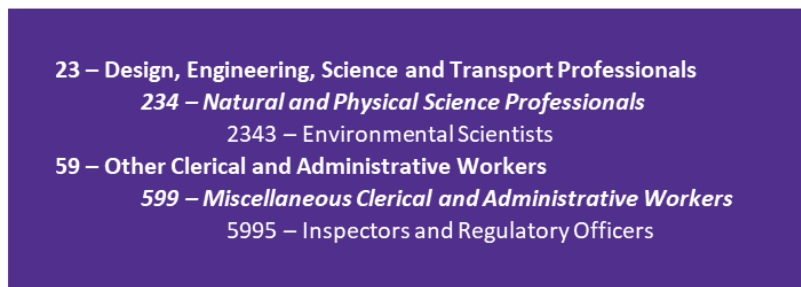 23 – Design, Engineering, Science and Transport Professionals
234 – Natural and Physical Science Professionals
2343 – Environmental Scientists
59 – Other Clerical and Administrative Workers
599 – Miscellaneous Clerical and Administrative Workers
5995 – Inspectors and Regulatory Officers